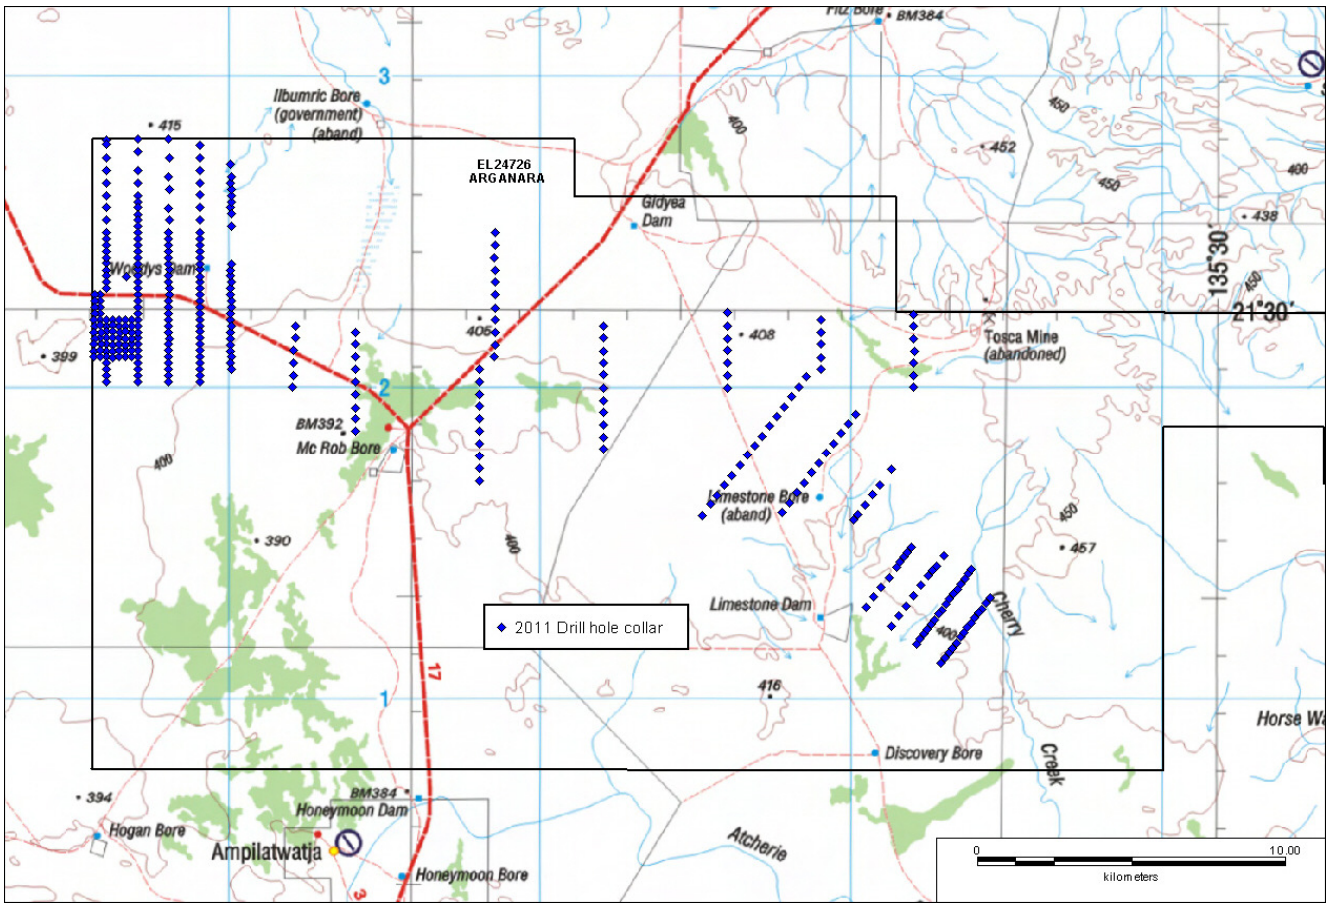 BM384
3
Ilbumric Bore
(government)
(aband)
415
400
450
452
450
400
EL24726
ARGANARA
Gidyea
Dam
438
135°30'
450
21°30'
Woodys Dam
405
408
399
Tosca Mine
(abandoned)
2
BM392
Mc Rob Bore
400
Limestone Bore
(aband)
450
390
400
457
Limestone Dam
Cherry
400
2011 Drill hole collar
17
416
1
Horse Wa
Discovery Bore
Creek
394
BM384
Honeymoon Dam
Hogan Bore
Ampilatwatja
Atcherie
Honeymoon Bore
3
0
10.00
kilometers